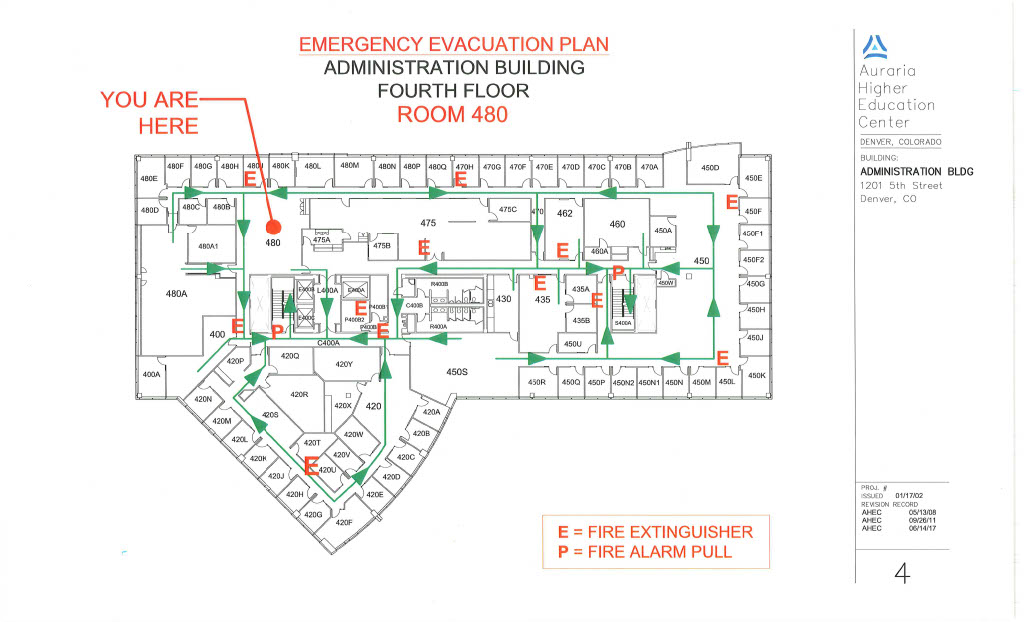 EMERGENCY EVACUATION PLAN
ADMINISTRATION BUILDING
FOURTH FLOOR
ROOM 480
YOU ARE
HERE
Auraria
Higher
Education
Center
DENVER, COLORADO
BUILDING:
ADMINISTRATION BLDG
1201 5th Street
Denver, CO
480F 480G 480H 480J 480K 480L 480M 480N 480P 480Q 470H 470G 470F 470E 470D 470C 470B 470A 450D
480E 450E
E E
480D 480C 480B 475C 470 462 460 E 450F
475
480 475A 475B 450A 450F1
480A1 E E 460A 450 450F2
480A L400A R400B 430 E 435 435A P 450W 450G
E400B E400A E P400B1 C400B E 450H
E400C P400B2 435B S400A
400 E P P400B E R400A 450U 450J
C400A E
400A 420P 420Q 420Y 450S 450R 450Q 450P 450N2 450N1 450N 450M 450L 450K
420N 420R 420X 420 420A
420M 420S 420W 420B
420L 420T 420V 420C
420K E 420U 420D
420J 420E
420H
420G 420F
E = FIRE EXTINGUISHER
P = FIRE ALARM PULL
PROJ. #
ISSUED 01/17/02
REVISION RECORD
AHEC 05/13/08
AHEC 09/26/11
AHEC 06/14/17
4